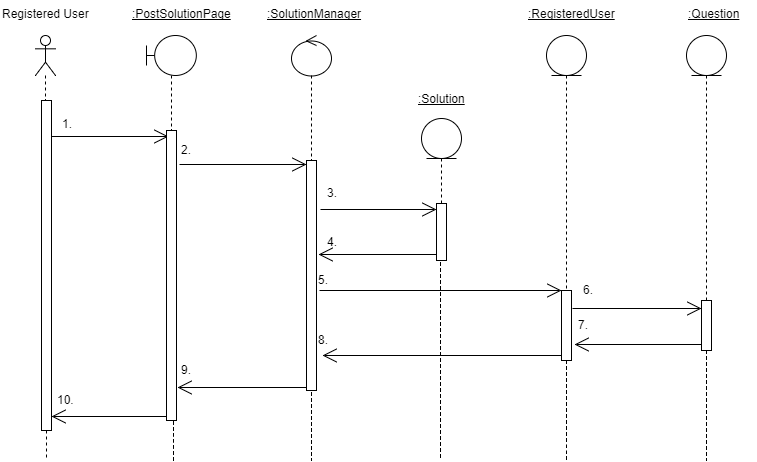 Registered User
:PostSolutionPage
:SolutionManager
:RegisteredUser
:Question
:Solution
1.
2.
3.
4.
5.
6.
7.
8.
9.
10.